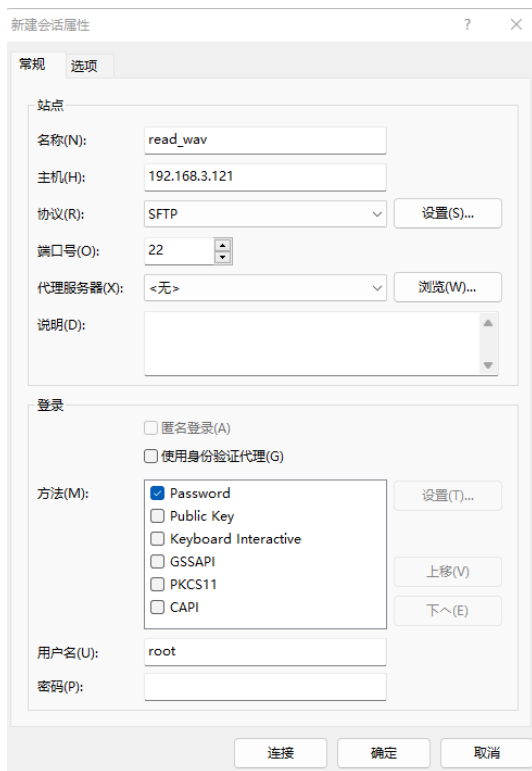 新建会话属性 ?
常规 选项
站点
名称(N): read_wav
主机(H): 192.168.3.121
协议(R): SFTP 设置(S)...
端口号(O): 22
代理服务器(X): <无> 浏览(W)...
说明(D):
登录
匿名登录(A)
使用身份验证代理(G)
方法(M): Password 设置(T)...
Public Key
Keyboard Interactive
GSSAPI
上移(V)
PKCS11
CAPI 下へ(E)
用户名(U): root
密码(P):
连接 确定 取消